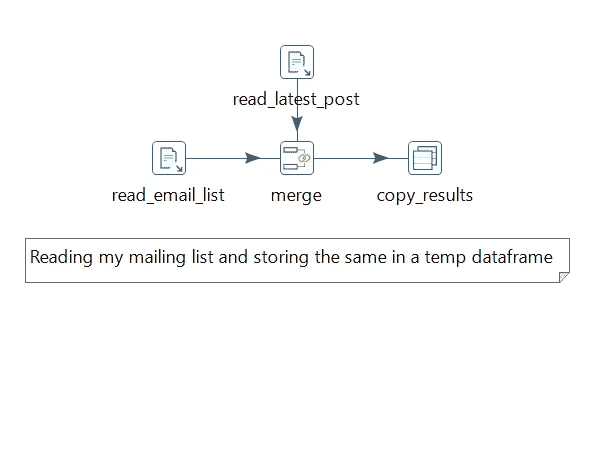 read_latest_post
read_email_list
merge
copy_results
Reading my mailing list and storing the same in a temp dataframe